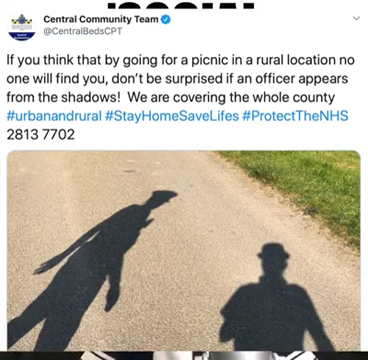 Central Community Team
@CentralBedsCPT
If you think that by going for a picnic in a rural location no
one will find you, don't be surprised if an officer appears
from the shadows! We are covering the whole county
#urbanandrural #StayHomeSaveLifes #ProtectTheNHS
2813 7702